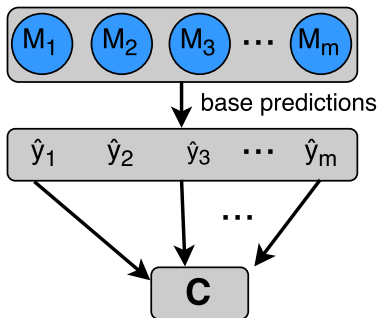 M₁ M₂ M₃ ... Mₘ
base predictions
ŷ₁ ŷ₂ ŷ₃ ... ŷₘ
...
C